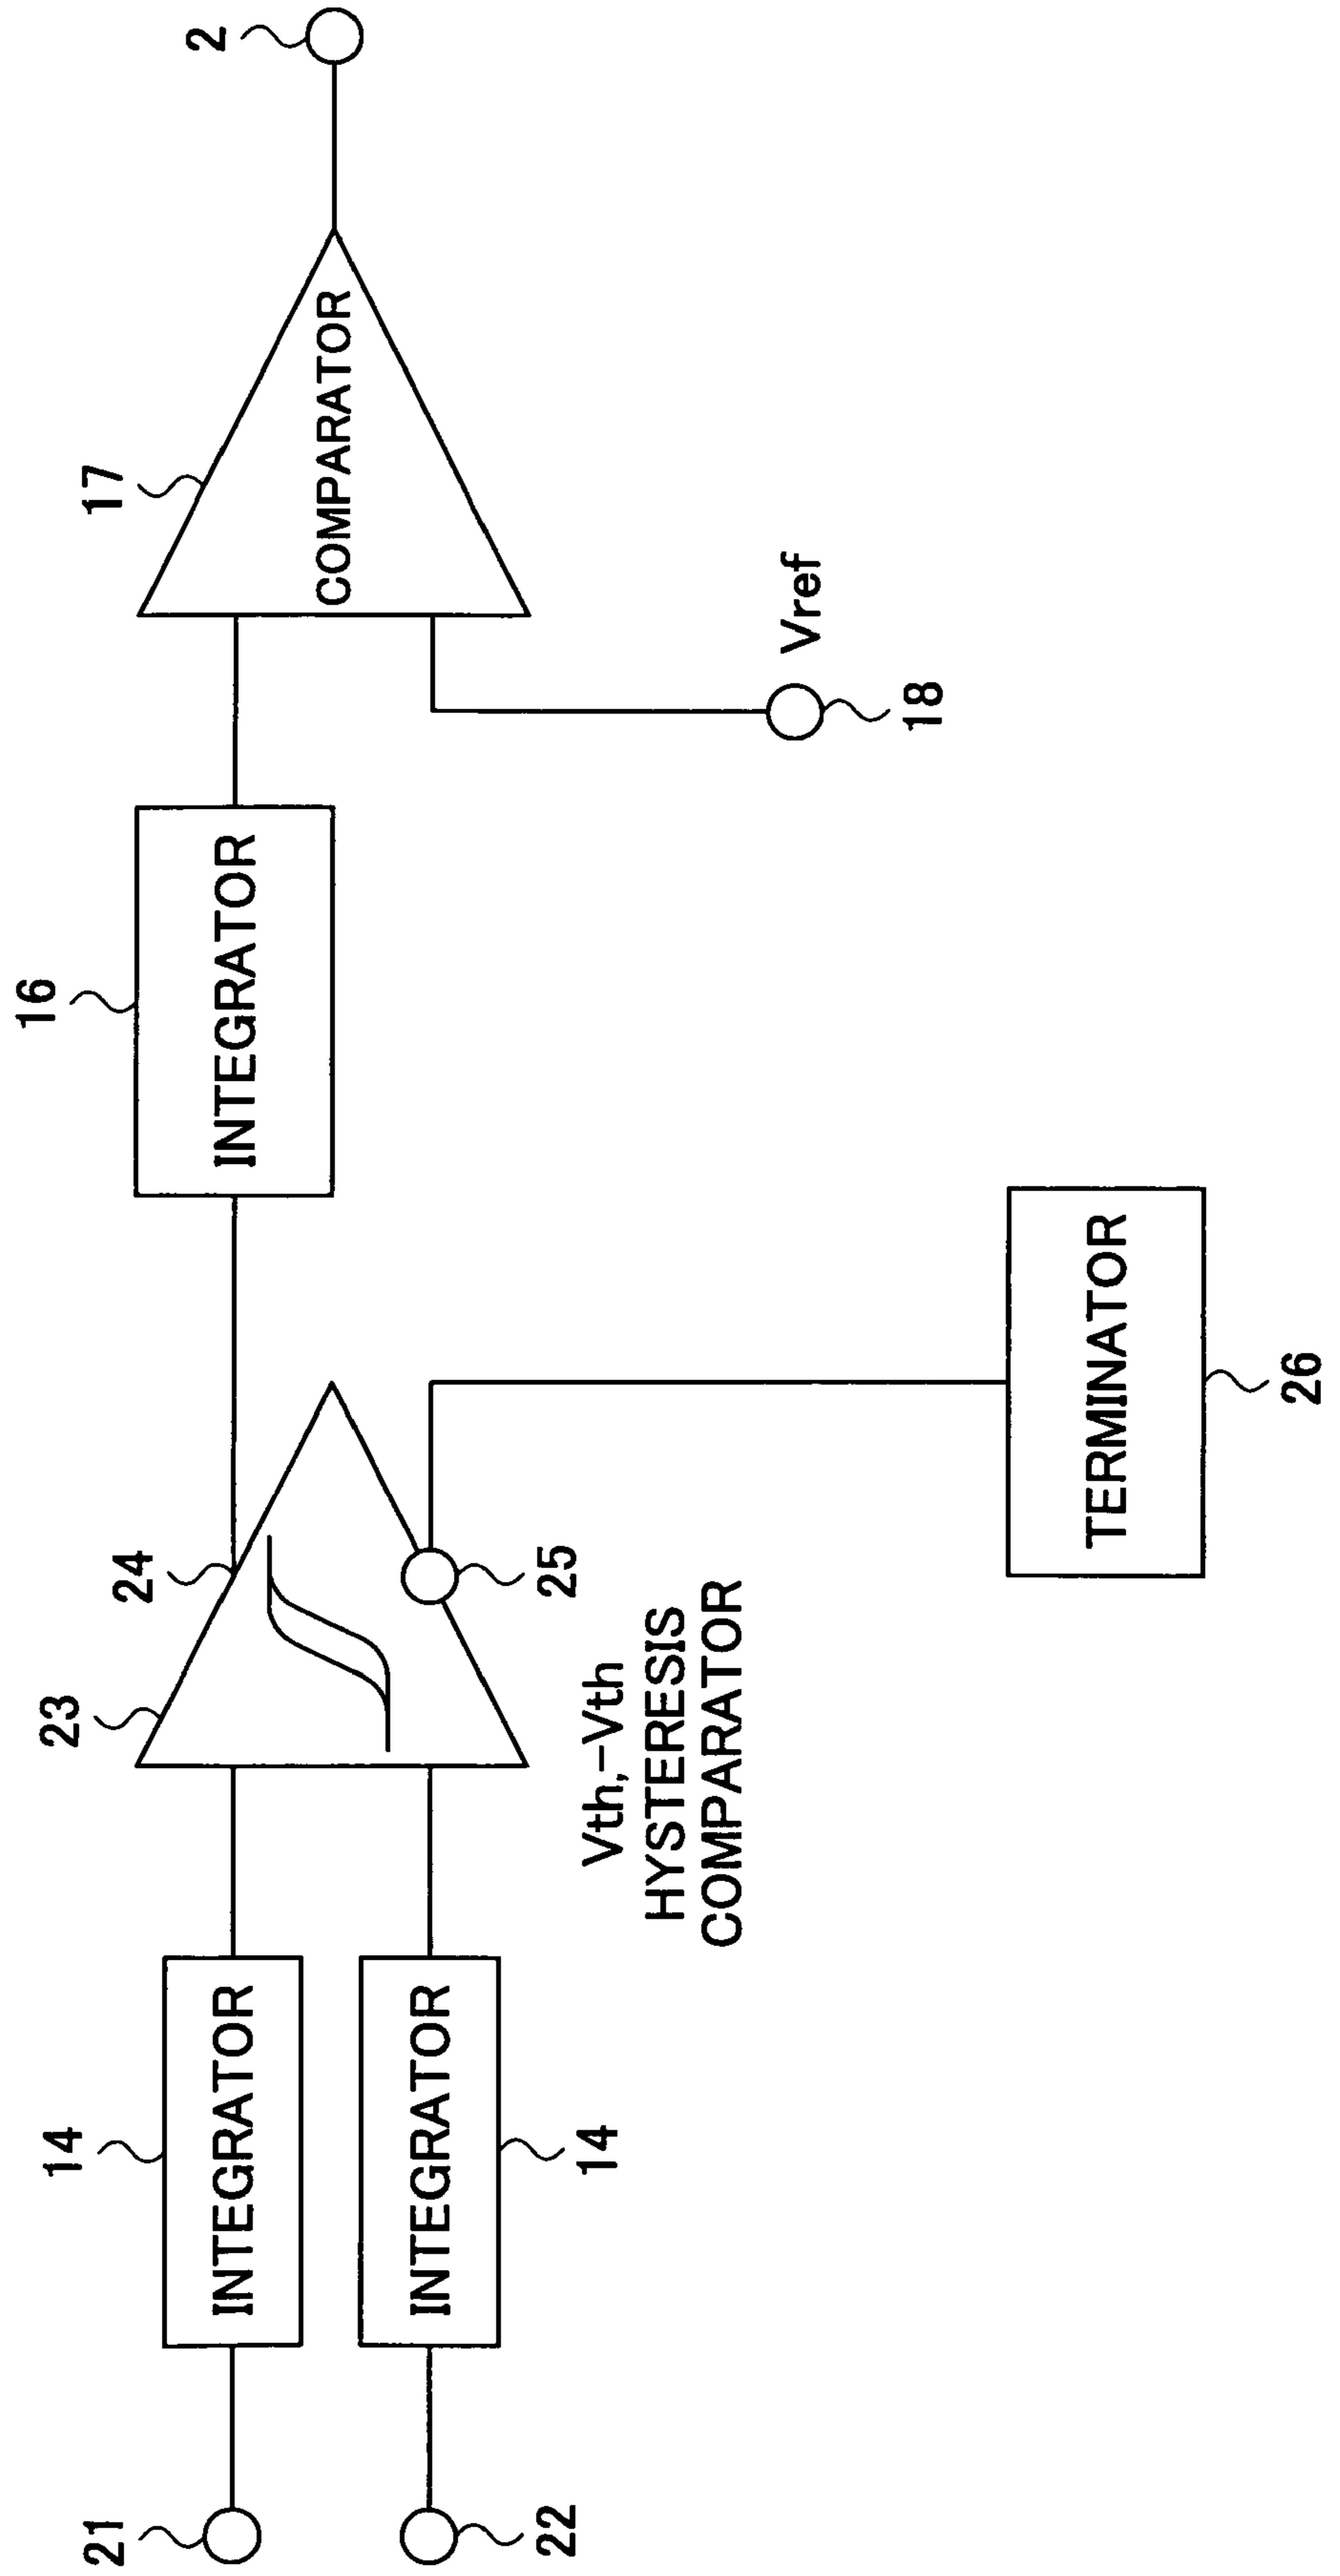 21
22
14
INTEGRATOR
INTEGRATOR
14
23
24
25
Vth,−Vth
HYSTERESIS
COMPARATOR
TERMINATOR
26
16
INTEGRATOR
17
COMPARATOR
Vref
18
2